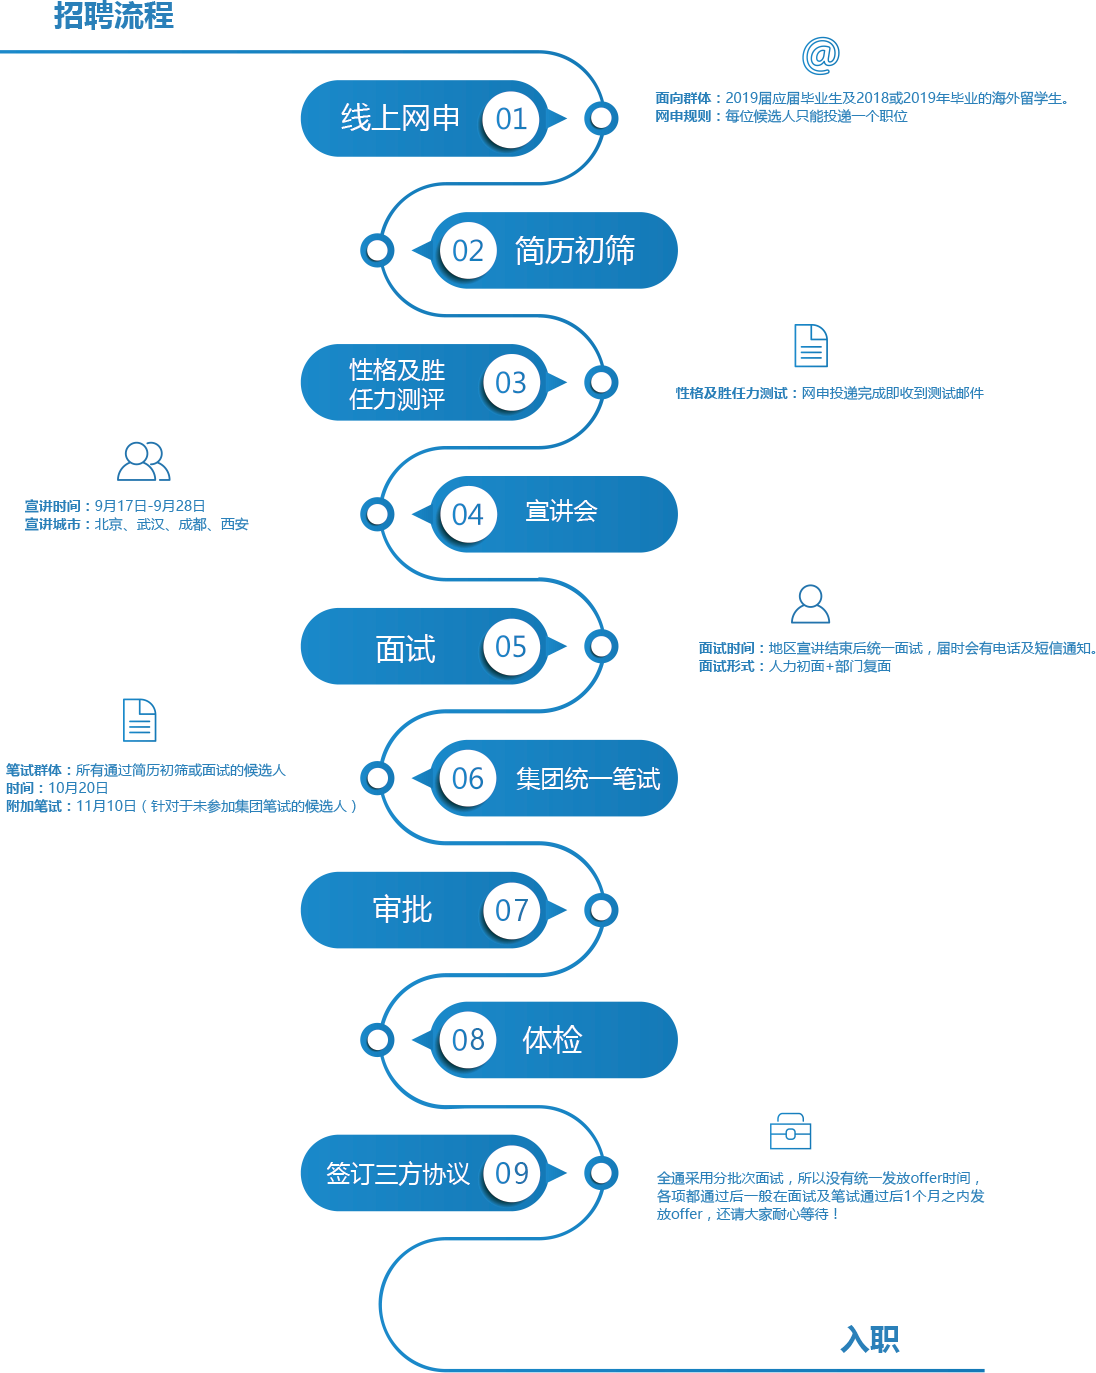 招聘流程
线上网申 01
面向群体：2019届应届毕业生及2018或2019年毕业的海外留学生。
网申规则：每位候选人只能投递一个职位
02 简历初筛
性格及胜
任力测评
03
性格及胜任力测试：网申投递完成即收到测试邮件
宣讲时间：9月17日-9月28日
宣讲城市：北京、武汉、成都、西安
04 宣讲会
面试 05
面试时间：地区宣讲结束后统一面试，届时会有电话及短信通知。
面试形式：人力初面+部门复面
笔试群体：所有通过简历初筛或面试的候选人
时间：10月20日
附加笔试：11月10日（针对于未参加集团笔试的候选人）
06 集团统一笔试
审批 07
08 体检
签订三方协议 09
全通采用分批次面试，所以没有统一发放offer时间，
各项都通过后一般在面试及笔试通过后1个月之内发
放offer，还请大家耐心等待！
入职